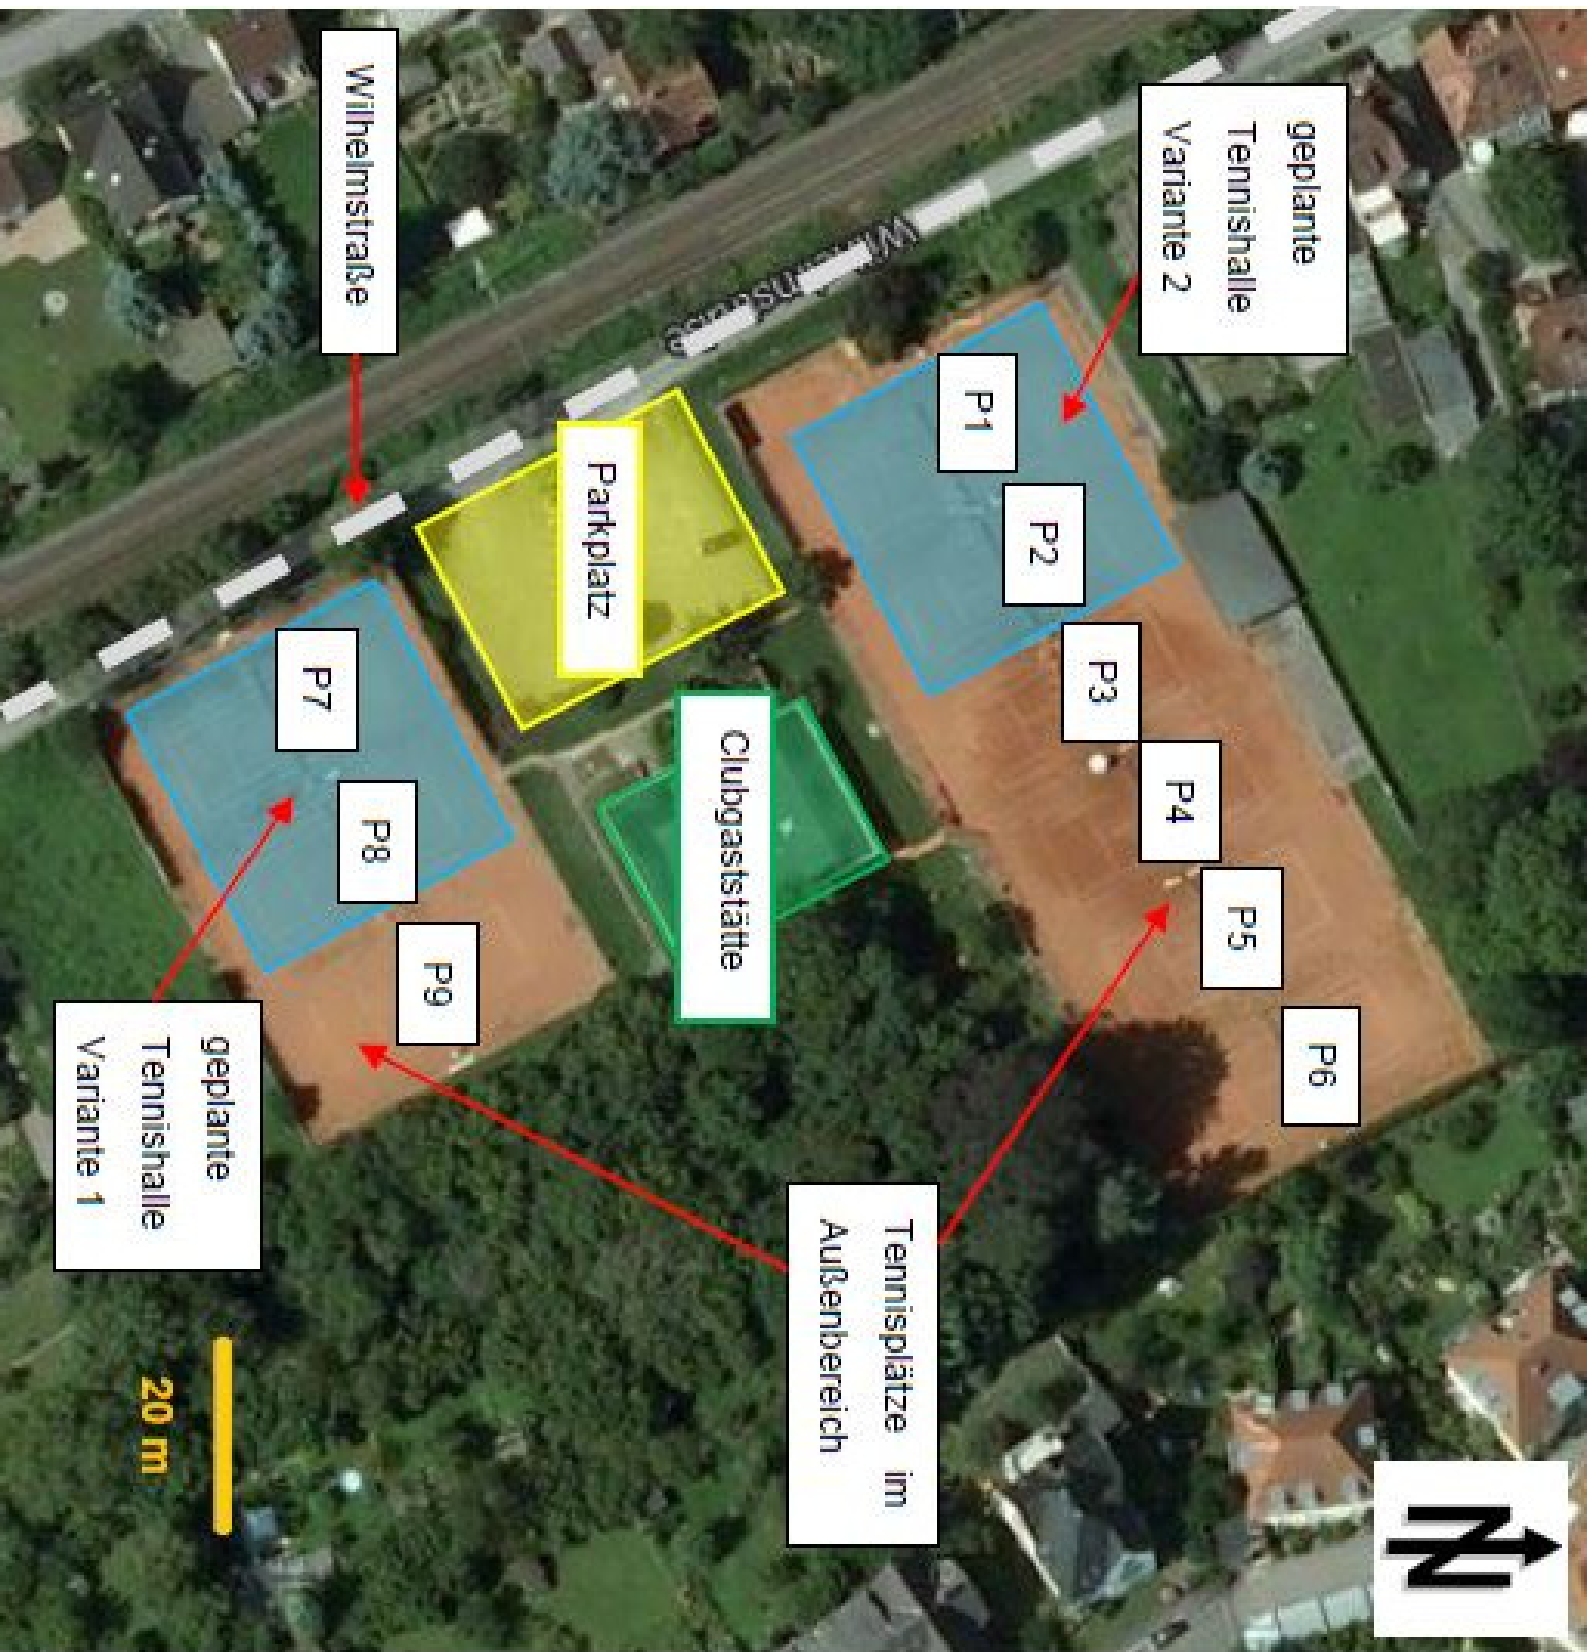 geplante
Tennishalle
Variante 2
Wilhelmstraße
Wilhelmstrasse
P1
P2
P3
P4
P5
P6
Parkplatz
Clubgaststätte
P7
P8
P9
geplante
Tennishalle
Variante 1
Tennisplätze im
Außenbereich
20 m
N